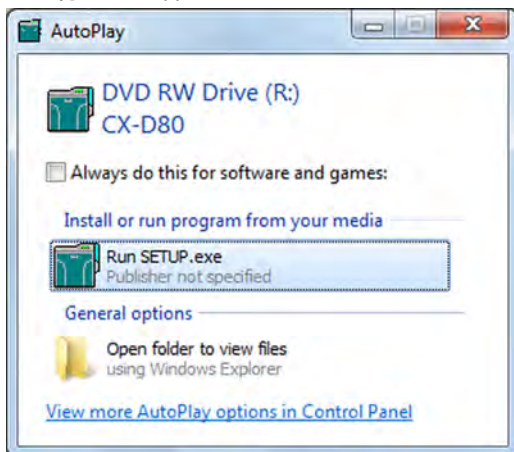 AutoPlay
DVD RW Drive (R:)
CX-D80
Always do this for software and games:
Install or run program from your media
Run SETUP.exe
Publisher not specified
General options
Open folder to view files
using Windows Explorer
View more AutoPlay options in Control Panel